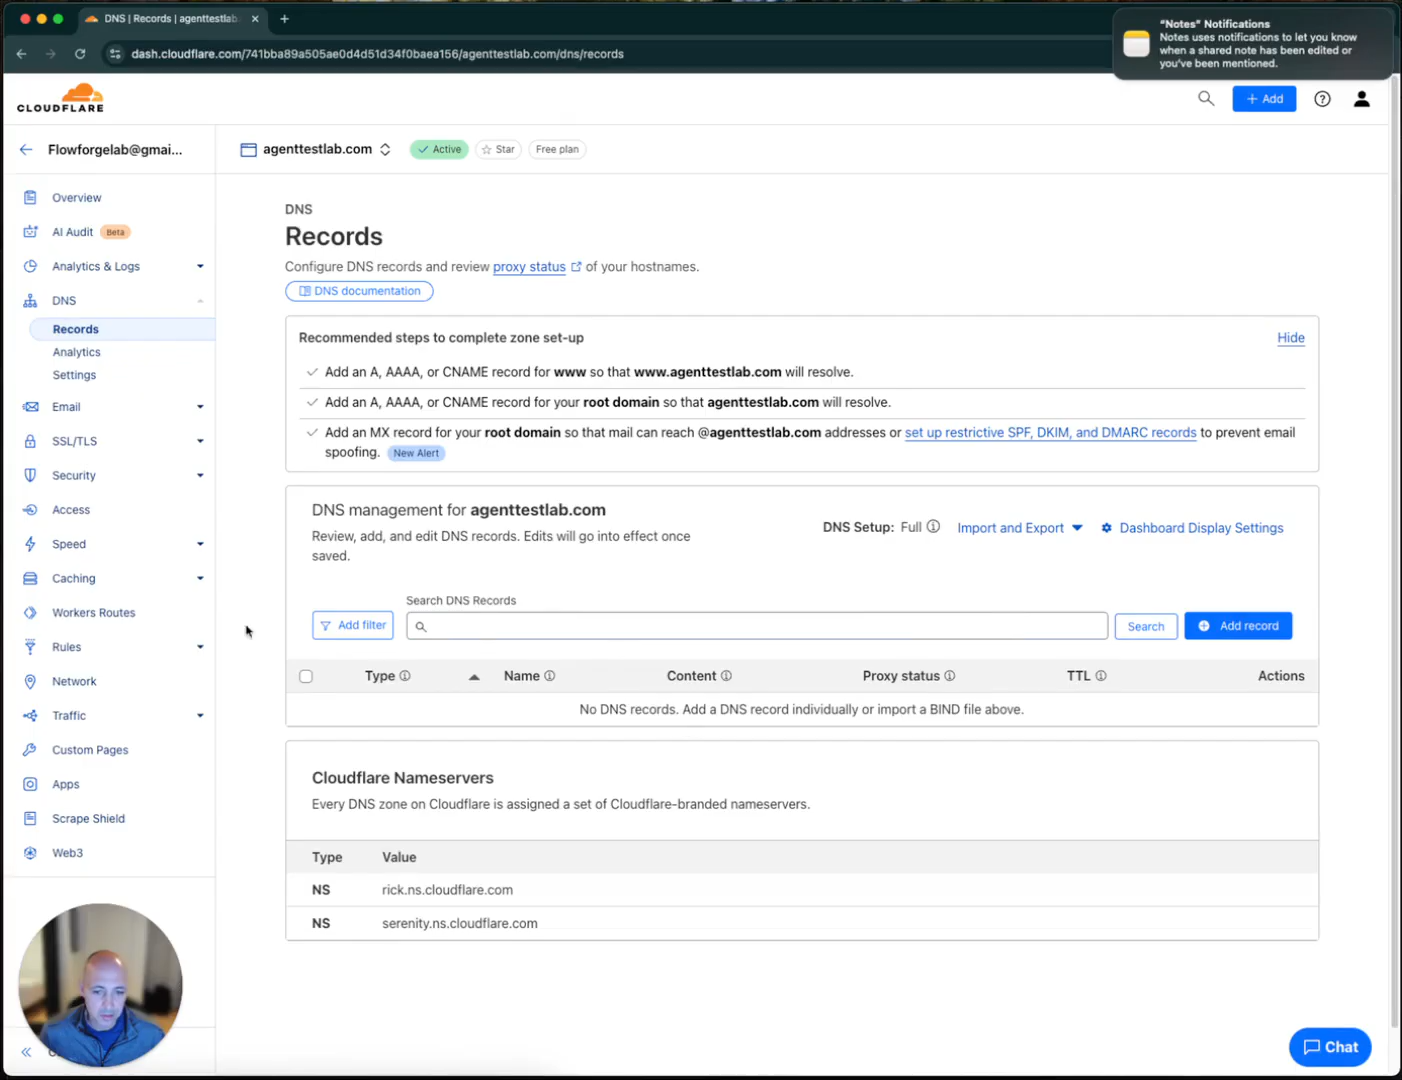 DNS | Records | agenttestlab
dash.cloudflare.com/741bba89a505ae0d4d51d34f0baea156/agenttestlab.com/dns/records
"Notes" Notifications
Notes uses notifications to let you know
when a shared note has been edited or
you've been mentioned.
CLOUDFLARE
Add
Flowforgelab@gmai...
agenttestlab.com
Active
Star
Free plan
Overview
AI Audit Beta
Analytics & Logs
DNS
Records
Analytics
Settings
Email
SSL/TLS
Security
Access
Speed
Caching
Workers Routes
Rules
Network
Traffic
Custom Pages
Apps
Scrape Shield
Web3
DNS
Records
Configure DNS records and review proxy status of your hostnames.
DNS documentation
Recommended steps to complete zone set-up
Hide
Add an A, AAAA, or CNAME record for www so that www.agenttestlab.com will resolve.
Add an A, AAAA, or CNAME record for your root domain so that agenttestlab.com will resolve.
Add an MX record for your root domain so that mail can reach @agenttestlab.com addresses or set up restrictive SPF, DKIM, and DMARC records to prevent email
spoofing. New Alert
DNS management for agenttestlab.com
Review, add, and edit DNS records. Edits will go into effect once
saved.
DNS Setup: Full
Import and Export
Dashboard Display Settings
Search DNS Records
Add filter
Search
Add record
Type Name Content Proxy status TTL Actions
No DNS records. Add a DNS record individually or import a BIND file above.
Cloudflare Nameservers
Every DNS zone on Cloudflare is assigned a set of Cloudflare-branded nameservers.
Type Value
NS rick.ns.cloudflare.com
NS serenity.ns.cloudflare.com
Chat